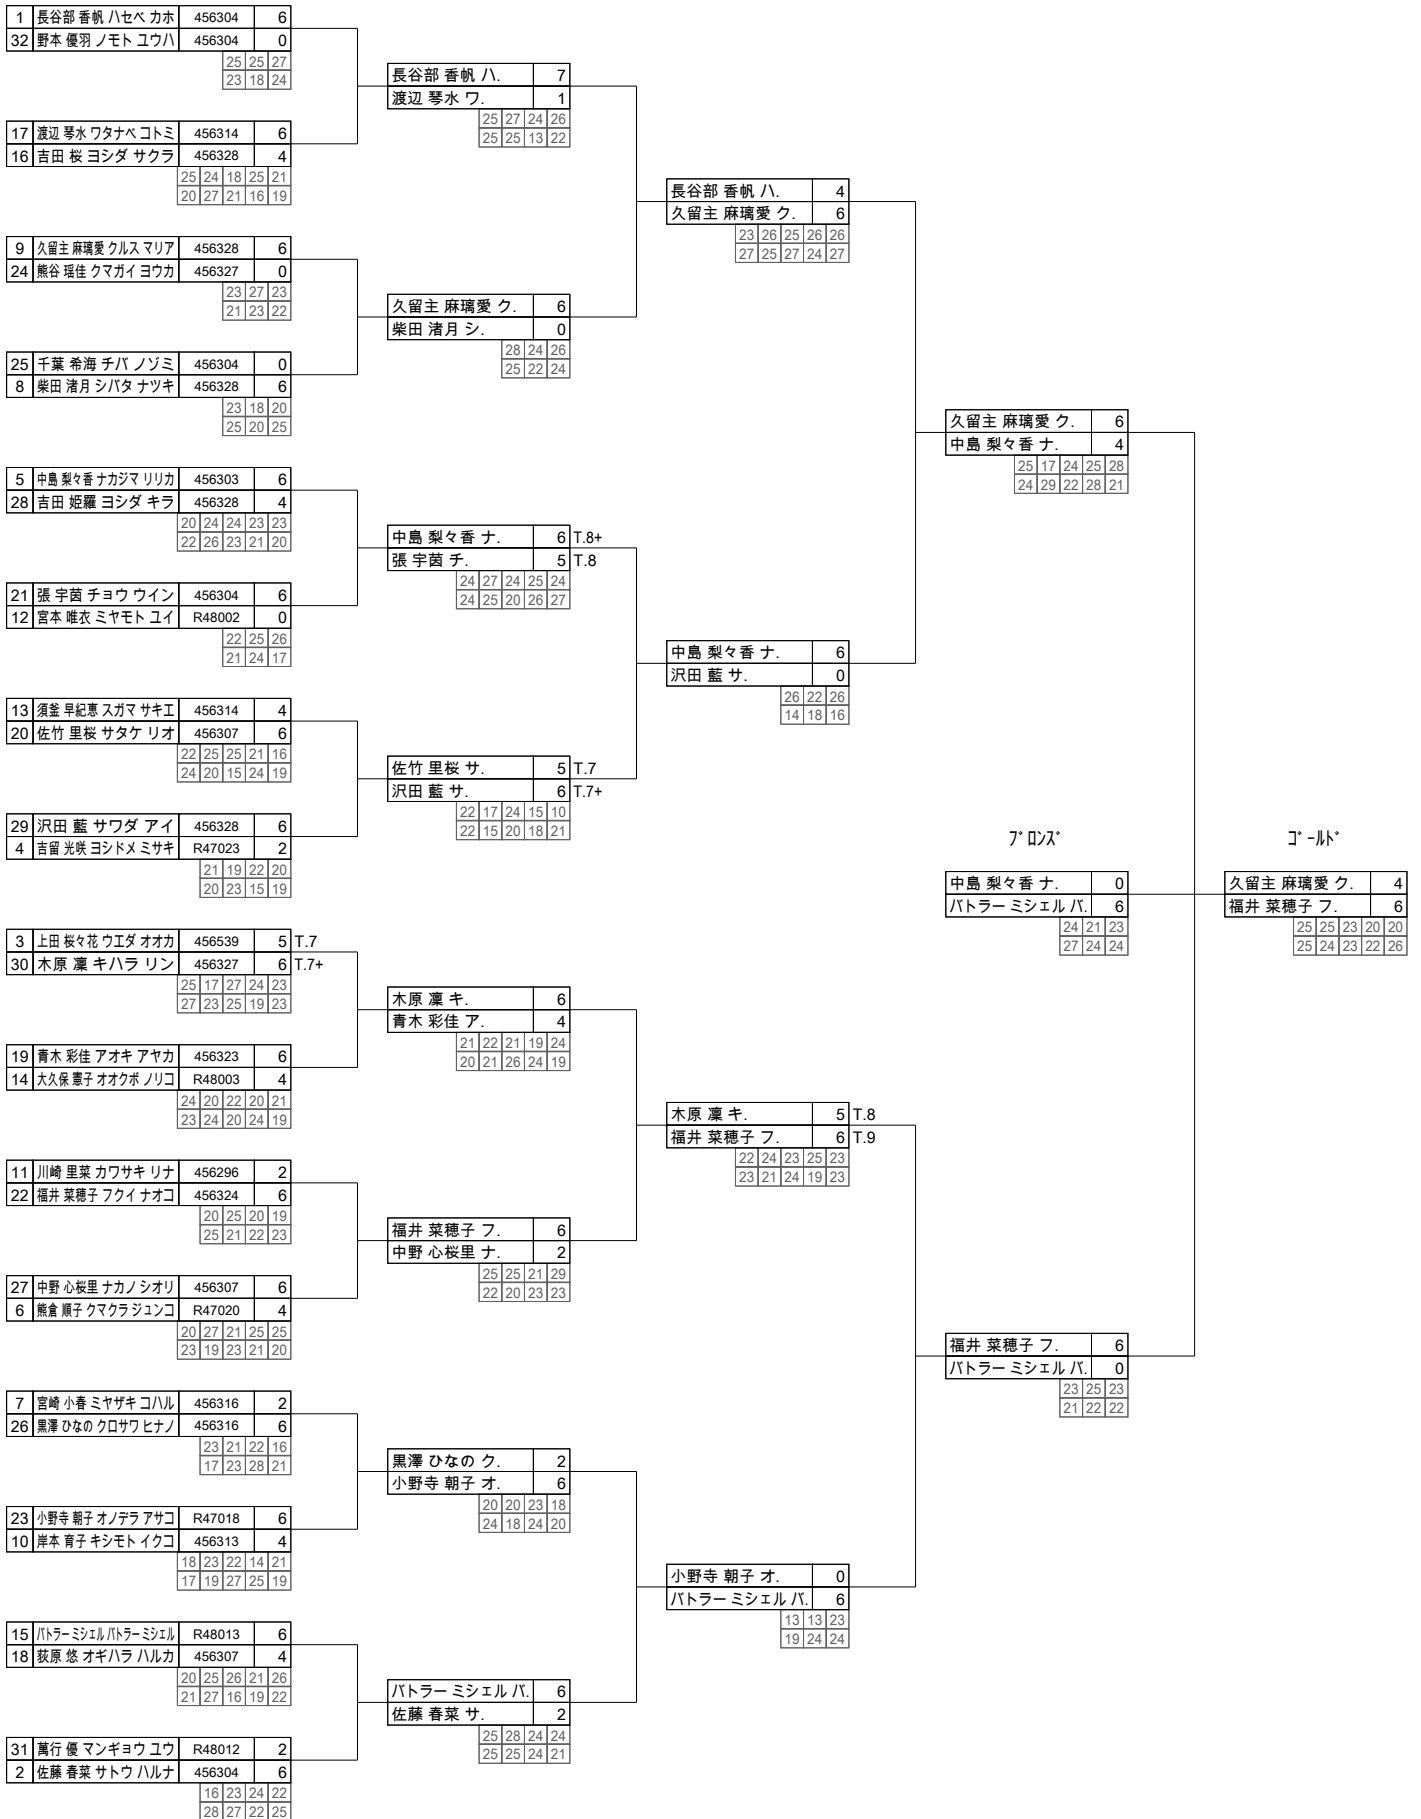 1 長谷部 香帆 ハセベ カホ 456304 6
32 野本 優羽 ノモト ユウハ 456304 0
25 25 27
23 18 24
長谷部 香帆 ハ. 7
渡辺 琴水 ワ. 1
25 27 24 26
25 25 13 22
17 渡辺 琴水 ワタナベ コトミ 456314 6
16 吉田 桜 ヨシダ サクラ 456328 4
25 24 18 25 21
20 27 21 16 19
長谷部 香帆 ハ. 4
久留主 麻璃愛 ク. 6
23 26 25 26 26
27 25 27 24 27
9 久留主 麻璃愛 クルス マリア 456328 6
24 熊谷 瑶佳 クマガイ ヨウカ 456327 0
23 27 23
21 23 22
久留主 麻璃愛 ク. 6
柴田 渚月 シ. 0
28 24 26
25 22 24
25 千葉 希海 チバ ノゾミ 456304 0
8 柴田 渚月 シバタ ナツキ 456328 6
23 18 20
25 20 25
久留主 麻璃愛 ク. 6
中島 梨々香 ナ. 4
25 17 24 25 28
24 29 22 28 21
5 中島 梨々香 ナカジマ リリカ 456303 6
28 吉田 姫羅 ヨシダ キラ 456328 4
20 24 24 23 23
22 26 23 21 20
中島 梨々香 ナ. 6 T.8+
張 宇茵 チ. 5 T.8
24 27 24 25 24
24 25 20 26 27
21 張 宇茵 チョウ ウイン 456304 6
12 宮本 唯衣 ミヤモト ユイ R48002 0
22 25 26
21 24 17
中島 梨々香 ナ. 6
沢田 藍 サ. 0
26 22 26
14 18 16
13 須釜 早紀恵 スガマ サキエ 456314 4
20 佐竹 里桜 サタケ リオ 456307 6
22 25 25 21 16
24 20 15 24 19
佐竹 里桜 サ. 5 T.7
沢田 藍 サ. 6 T.7+
22 17 24 15 10
22 15 20 18 21
29 沢田 藍 サワダ アイ 456328 6
4 吉留 光咲 ヨシドメ ミサキ R47023 2
21 19 22 20
20 23 15 19
ﾌﾞﾛﾝｽﾞ
ｺﾞｰﾙﾄﾞ
中島 梨々香 ナ. 0
バトラー ミシェル バ. 6
24 21 23
27 24 24
久留主 麻璃愛 ク. 4
福井 菜穂子 フ. 6
25 25 23 20 20
25 24 23 22 26
3 上田 桜々花 ウエダ オオカ 456539 5 T.7
30 木原 凜 キハラ リン 456327 6 T.7+
25 17 27 24 23
27 23 25 19 23
木原 凜 キ. 6
青木 彩佳 ア. 4
21 22 21 19 24
20 21 26 24 19
19 青木 彩佳 アオキ アヤカ 456323 6
14 大久保 憲子 オオクボ ノリコ R48003 4
24 20 22 20 21
23 24 20 24 19
木原 凜 キ. 5 T.8
福井 菜穂子 フ. 6 T.9
22 24 23 25 23
23 21 24 19 23
11 川崎 里菜 カワサキ リナ 456296 2
22 福井 菜穂子 フクイ ナオコ 456324 6
20 25 20 19
25 21 22 23
福井 菜穂子 フ. 6
中野 心桜里 ナ. 2
25 25 21 29
22 20 23 23
27 中野 心桜里 ナカノ シオリ 456307 6
6 熊倉 順子 クマクラ ジュンコ R47020 4
20 27 21 25 25
23 19 23 21 20
福井 菜穂子 フ. 6
バトラー ミシェル バ. 0
23 25 23
21 22 22
7 宮崎 小春 ミヤザキ コハル 456316 2
26 黒澤 ひなの クロサワ ヒナノ 456316 6
23 21 22 16
17 23 28 21
黒澤 ひなの ク. 2
小野寺 朝子 オ. 6
20 20 23 18
24 18 24 20
23 小野寺 朝子 オノデラ アサコ R47018 6
10 岸本 育子 キシモト イクコ 456313 4
18 23 22 14 21
17 19 27 25 19
小野寺 朝子 オ. 0
バトラー ミシェル バ. 6
13 13 23
19 24 24
15 バトラー ミシェル バトラー ミシェル R48013 6
18 荻原 悠 オギハラ ハルカ 456307 4
20 25 26 21 26
21 27 16 19 22
バトラー ミシェル バ. 6
佐藤 春菜 サ. 2
25 28 24 24
25 25 24 21
31 萬行 優 マンギョウ ユウ R48012 2
2 佐藤 春菜 サトウ ハルナ 456304 6
16 23 24 22
28 27 22 25